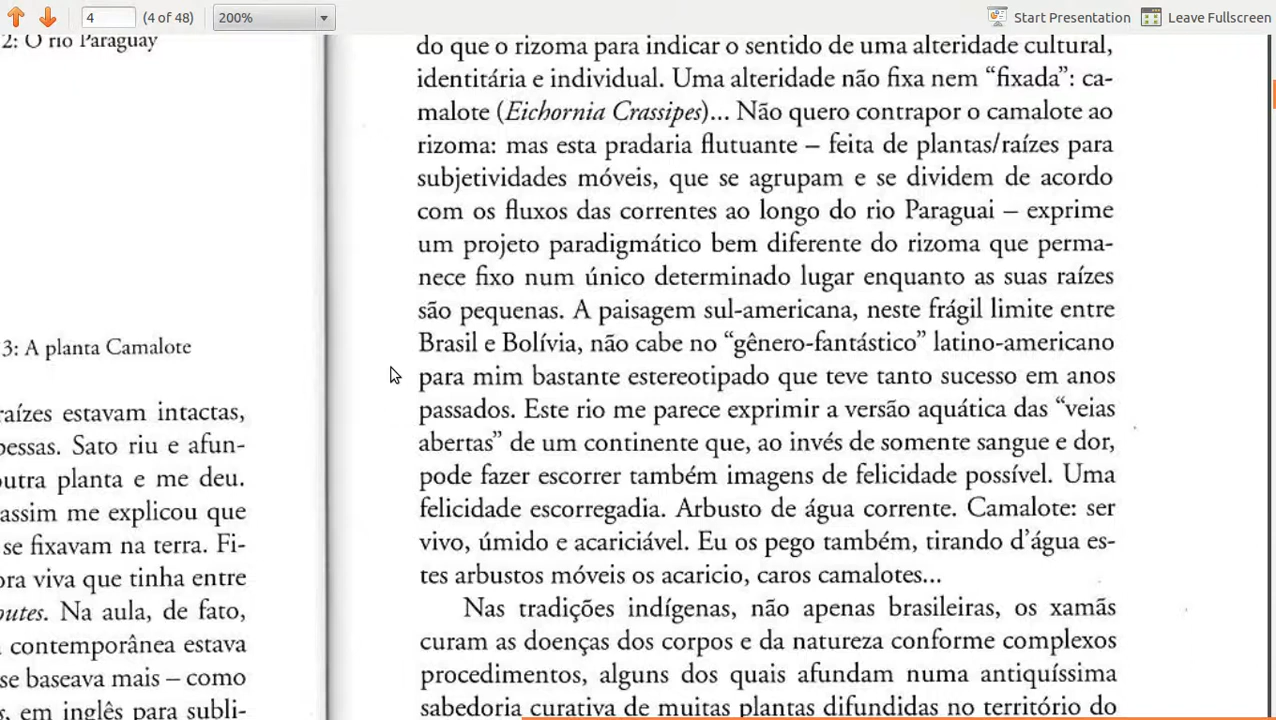 4 (4 of 48) 200% Start Presentation Leave Fullscreen
2: O rio Paraguay
3: A planta Camalote
raízes estavam intactas,
pessas. Sato riu e afun-
outra planta e me deu.
assim me explicou que
se fixavam na terra. Fi-
ora viva que tinha entre
outes. Na aula, de fato,
contemporânea estava
se baseava mais – como
s, em inglês para subli-
do que o rizoma para indicar o sentido de uma alteridade cultural,
identitária e individual. Uma alteridade não fixa nem “fixada”: ca-
malote (Eichornia Crassipes)... Não quero contrapor o camalote ao
rizoma: mas esta pradaria flutuante – feita de plantas/raízes para
subjetividades móveis, que se agrupam e se dividem de acordo
com os fluxos das correntes ao longo do rio Paraguai – exprime
um projeto paradigmático bem diferente do rizoma que perma-
nece fixo num único determinado lugar enquanto as suas raízes
são pequenas. A paisagem sul-americana, neste frágil limite entre
Brasil e Bolívia, não cabe no “gênero-fantástico” latino-americano
para mim bastante estereotipado que teve tanto sucesso em anos
passados. Este rio me parece exprimir a versão aquática das “veias
abertas” de um continente que, ao invés de somente sangue e dor,
pode fazer escorrer também imagens de felicidade possível. Uma
felicidade escorregadia. Arbusto de água corrente. Camalote: ser
vivo, úmido e acariciável. Eu os pego também, tirando d’água es-
tes arbustos móveis os acaricio, caros camalotes...
Nas tradições indígenas, não apenas brasileiras, os xamãs
curam as doenças dos corpos e da natureza conforme complexos
procedimentos, alguns dos quais afundam numa antiquíssima
sabedoria curativa de muitas plantas difundidas no território do